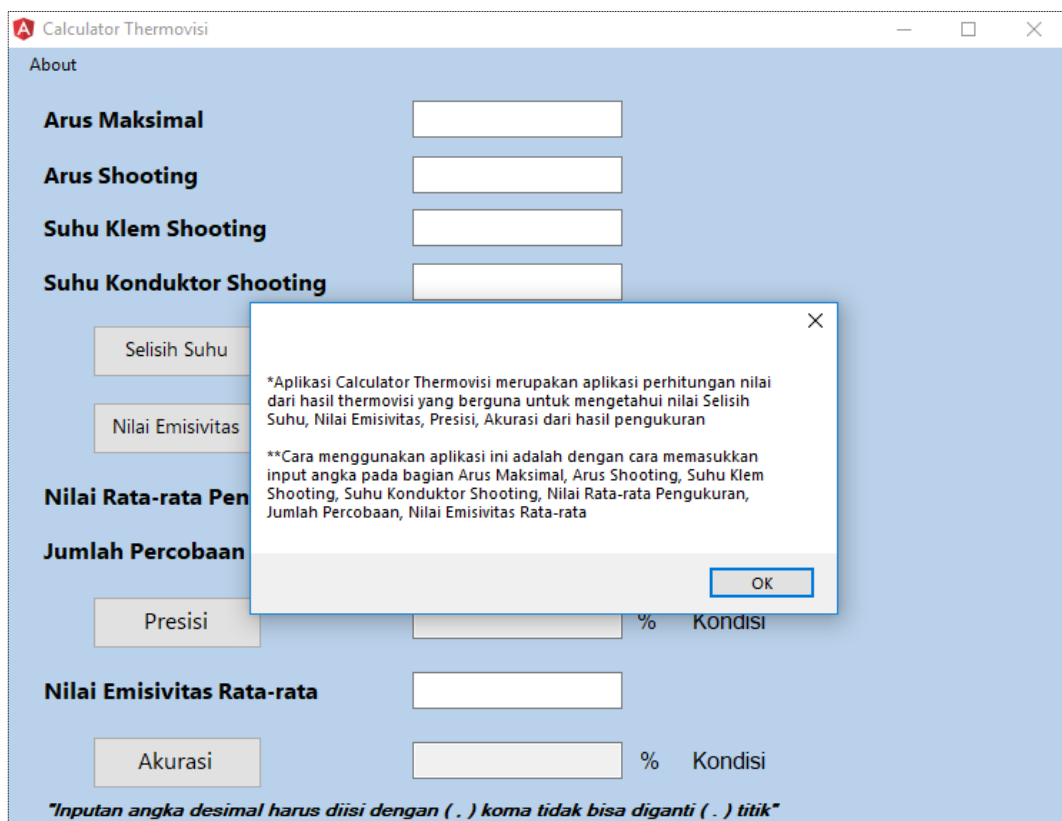 Calculator Thermovisi
About
Arus Maksimal
Arus Shooting
Suhu Klem Shooting
Suhu Konduktor Shooting
Selisih Suhu
Nilai Emisivitas
*Aplikasi Calculator Thermovisi merupakan aplikasi perhitungan nilai
dari hasil thermovisi yang berguna untuk mengetahui nilai Selisih
Suhu, Nilai Emisivitas, Presisi, Akurasi dari hasil pengukuran
**Cara menggunakan aplikasi ini adalah dengan cara memasukkan
input angka pada bagian Arus Maksimal, Arus Shooting, Suhu Klem
Shooting, Suhu Konduktor Shooting, Nilai Rata-rata Pengukuran,
Jumlah Percobaan, Nilai Emisivitas Rata-rata
OK
Nilai Rata-rata Pen
Jumlah Percobaan
Presisi % Kondisi
Nilai Emisivitas Rata-rata
Akurasi % Kondisi
"Inputan angka desimal harus diisi dengan ( , ) koma tidak bisa diganti ( . ) titik"